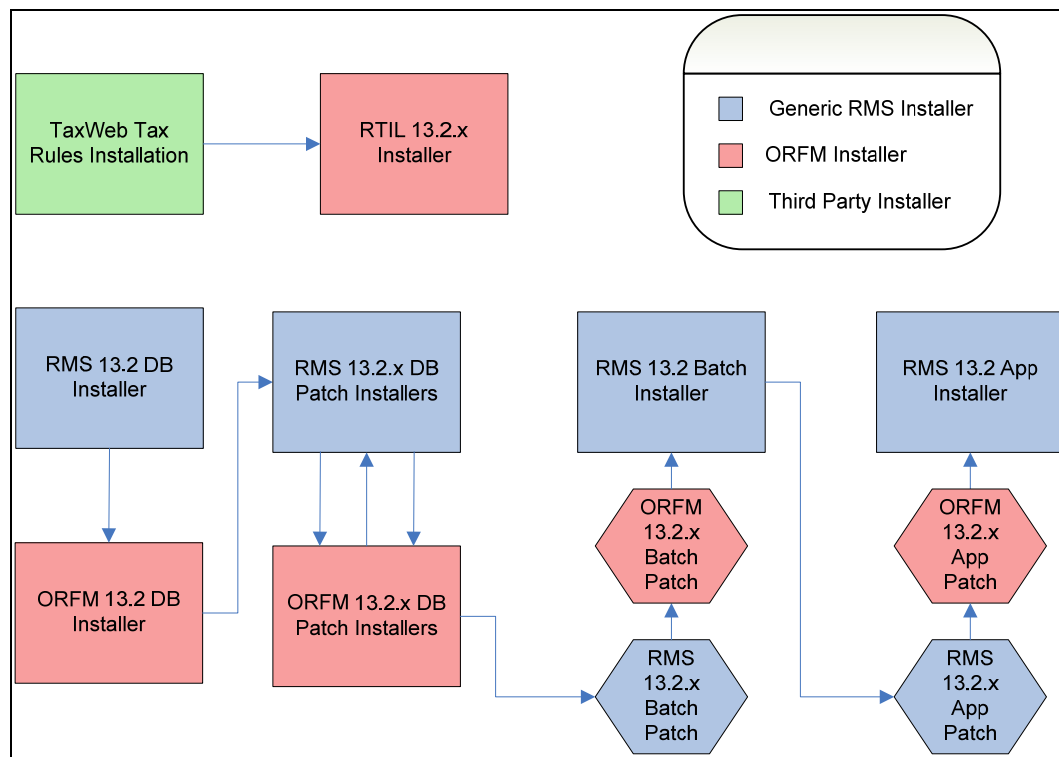 TaxWeb Tax
Rules Installation
RTIL 13.2.x
Installer
Generic RMS Installer
ORFM Installer
Third Party Installer
RMS 13.2 DB
Installer
RMS 13.2.x DB
Patch Installers
RMS 13.2 Batch
Installer
RMS 13.2 App
Installer
ORFM 13.2 DB
Installer
ORFM 13.2.x DB
Patch Installers
ORFM
13.2.x
Batch
Patch
ORFM
13.2.x
App
Patch
RMS
13.2.x
Batch
Patch
RMS
13.2.x
App
Patch